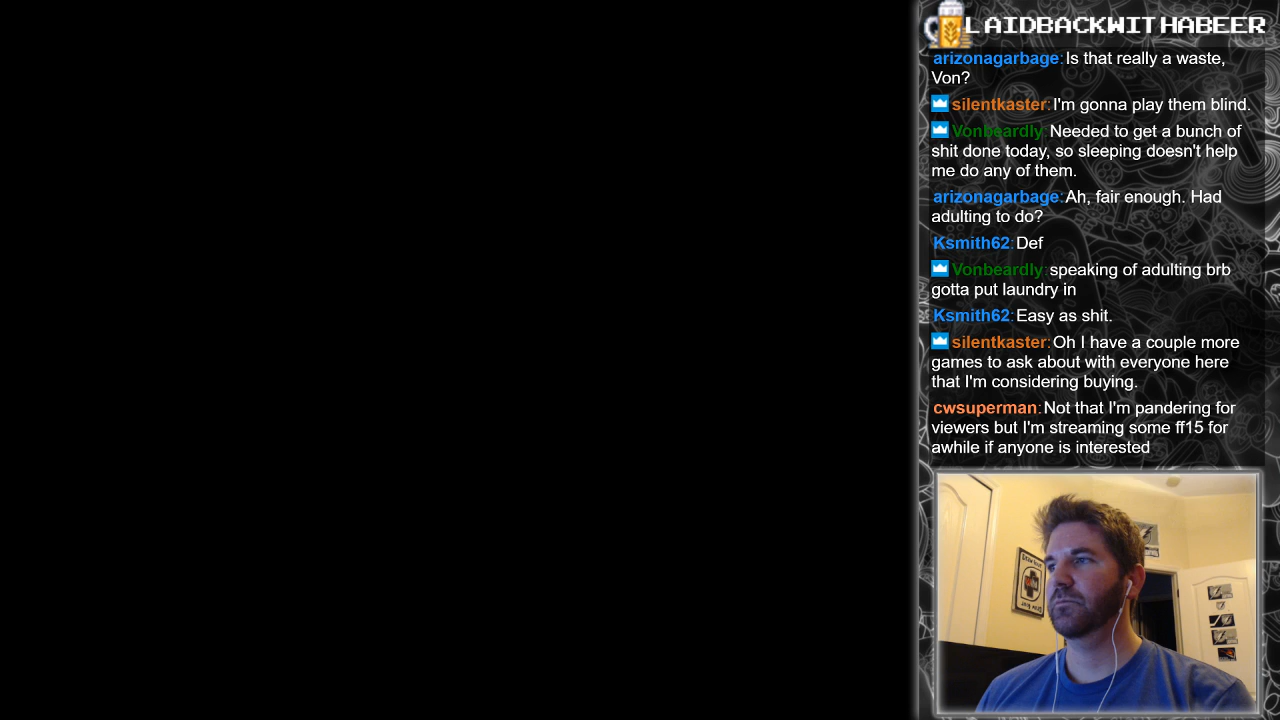 LAIDBACKWITHABEER
arizonagarbage: Is that really a waste,
Von?
silentkaster: I'm gonna play them blind.
Vonbeardly: Needed to get a bunch of
shit done today, so sleeping doesn't help
me do any of them.
arizonagarbage: Ah, fair enough. Had
adulting to do?
Ksmith62: Def
Vonbeardly: speaking of adulting brb
gotta put laundry in
Ksmith62: Easy as shit.
silentkaster: Oh I have a couple more
games to ask about with everyone here
that I'm considering buying.
cwsuperman: Not that I'm pandering for
viewers but I'm streaming some ff15 for
awhile if anyone is interested